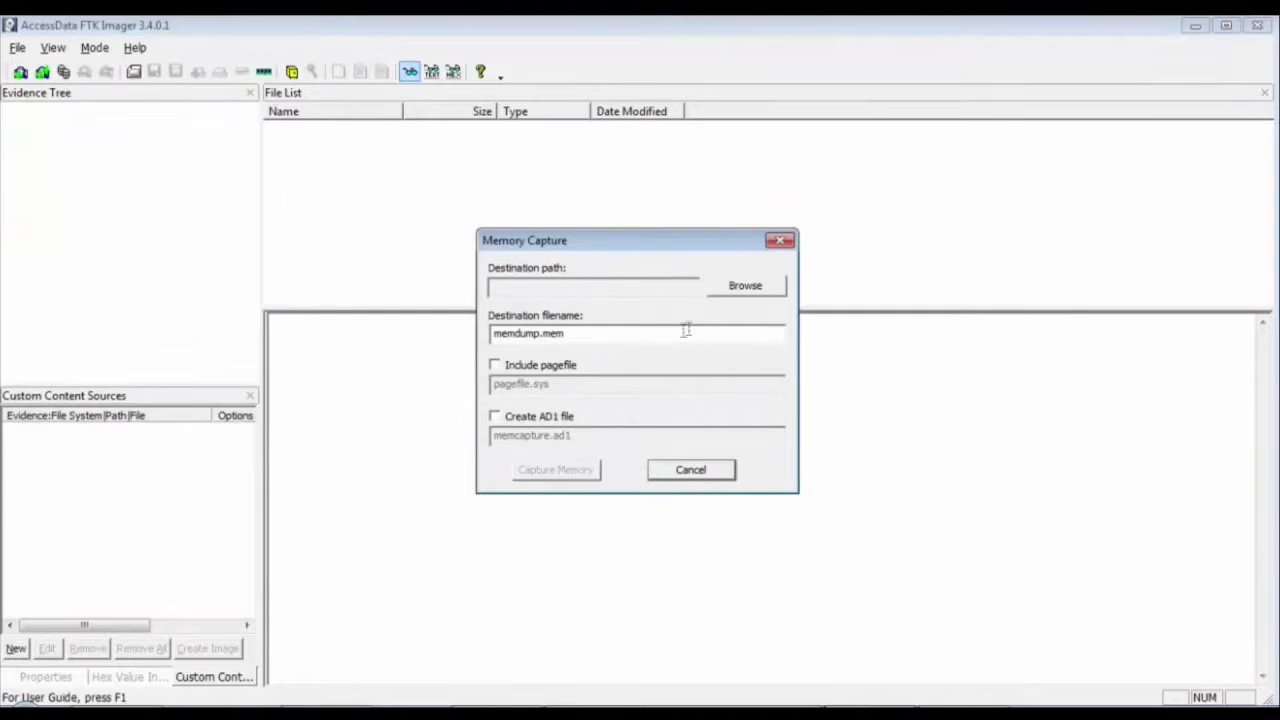 AccessData FTK Imager 3.4.0.1
File View Mode Help
Evidence Tree
File List
Name Size Type Date Modified
Memory Capture
Destination path:
Browse
Destination filename:
memdump.mem
Include pagefile
pagefile.sys
Create AD1 file
memcapture.ad1
Capture Memory Cancel
Custom Content Sources
Evidence:File System|Path|File Options
New Edit Remove Remove All Create Image
Properties Hex Value In... Custom Cont...
For User Guide, press F1
NUM